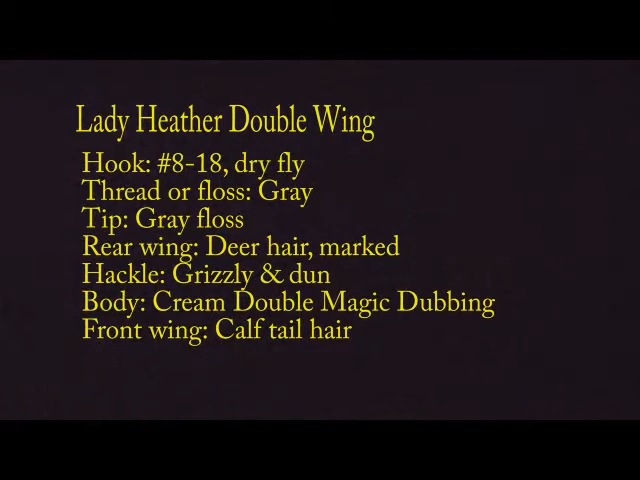 Lady Heather Double Wing
Hook: #8-18, dry fly
Thread or floss: Gray
Tip: Gray floss
Rear wing: Deer hair, marked
Hackle: Grizzly & dun
Body: Cream Double Magic Dubbing
Front wing: Calf tail hair